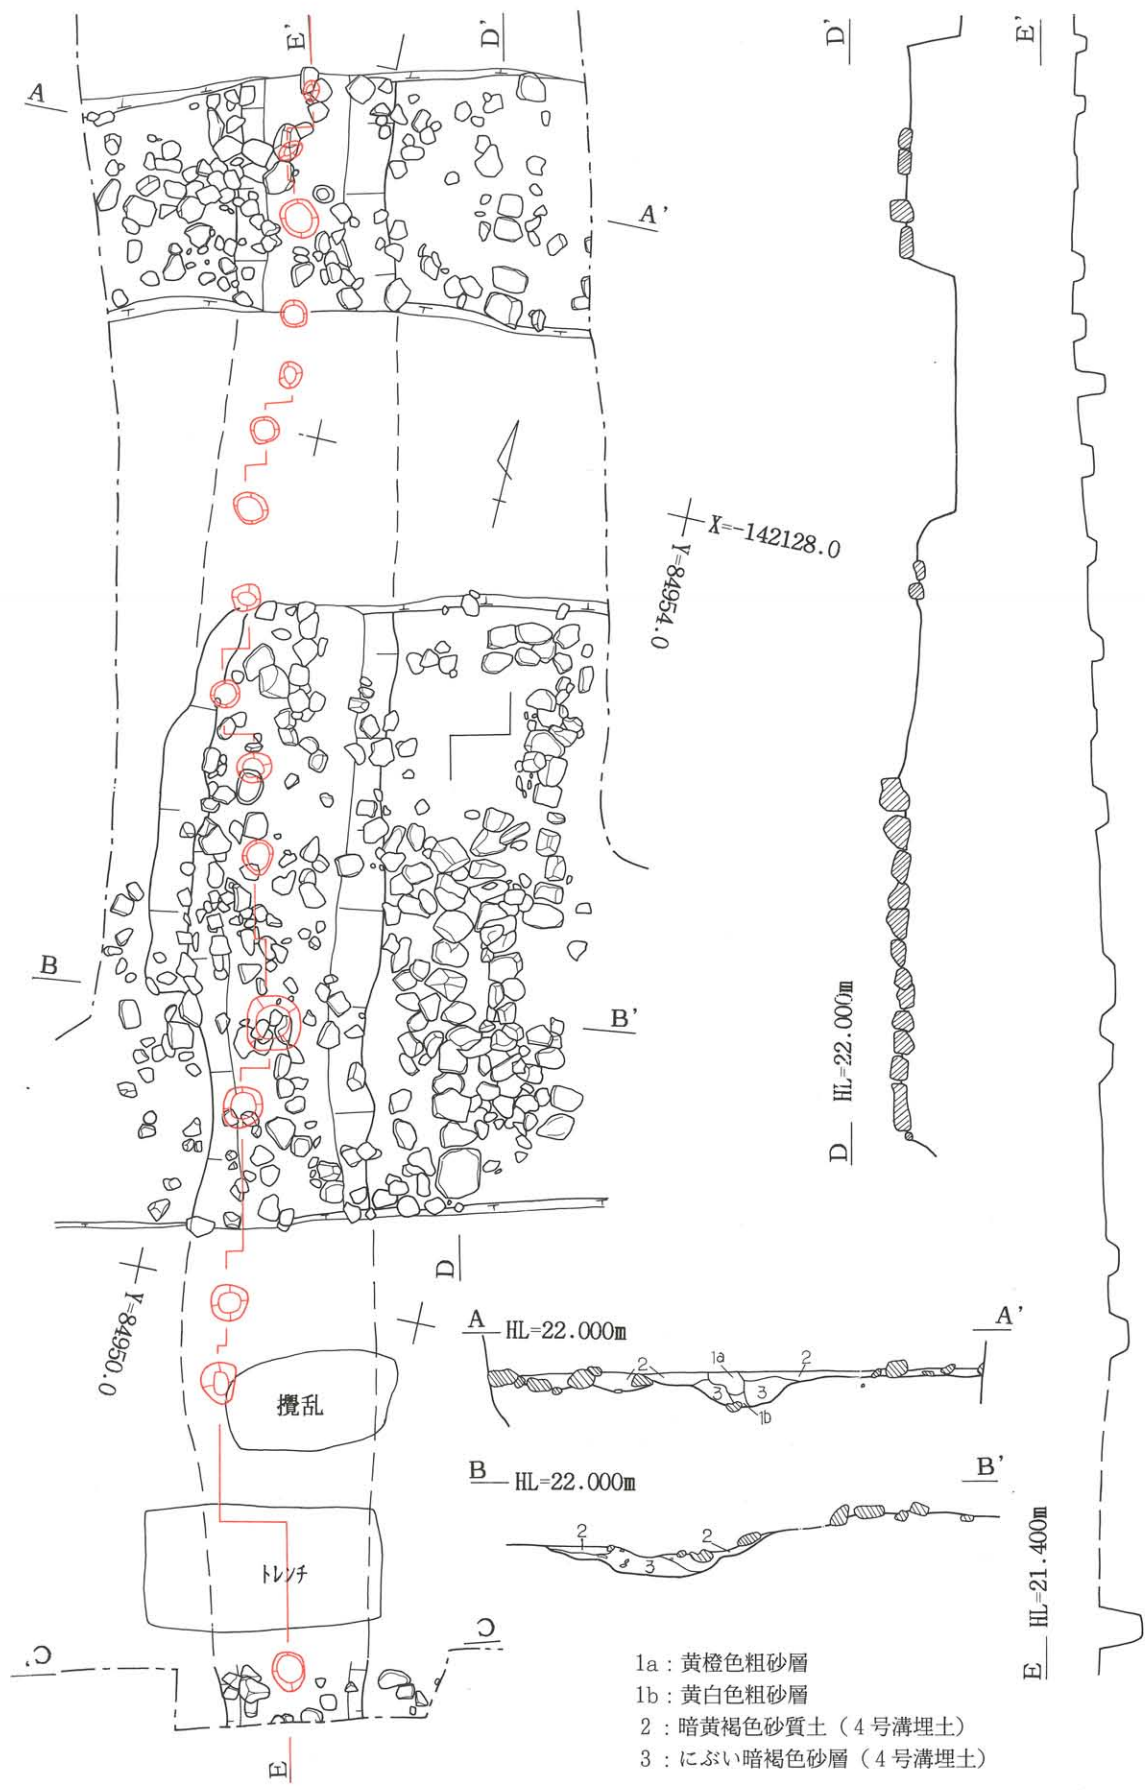 E'
D'
D'
E'
A
A'
X=-142128.0
Y=84954.0
B
B'
D HL=22.000m
D
Y=84950.0
A HL=22.000m A'
2
1a
2
3
3
1b
攪乱
B HL=22.000m B'
2
2
3
トレンチ
E HL=21.400m
C'
C
E
1a：黄橙色粗砂層
1b：黄白色粗砂層
2：暗黄褐色砂質土（4号溝埋土）
3：にぶい暗褐色砂層（4号溝埋土）